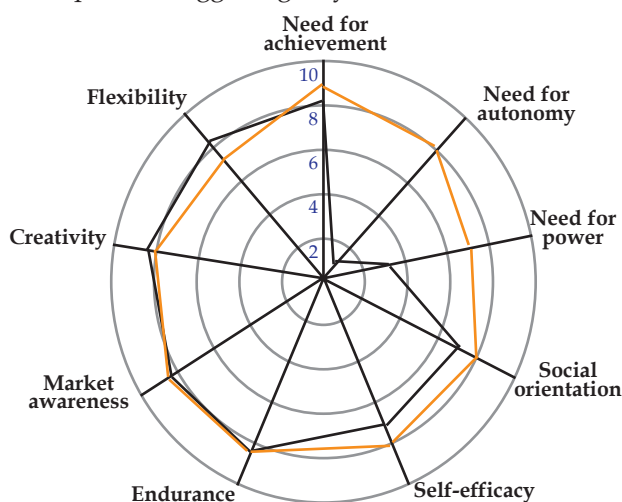 Need for
achievement
10
Flexibility
Need for
autonomy
8
6
Need for
power
4
Creativity
2
Social
orientation
Market
awareness
Self-efficacy
Endurance